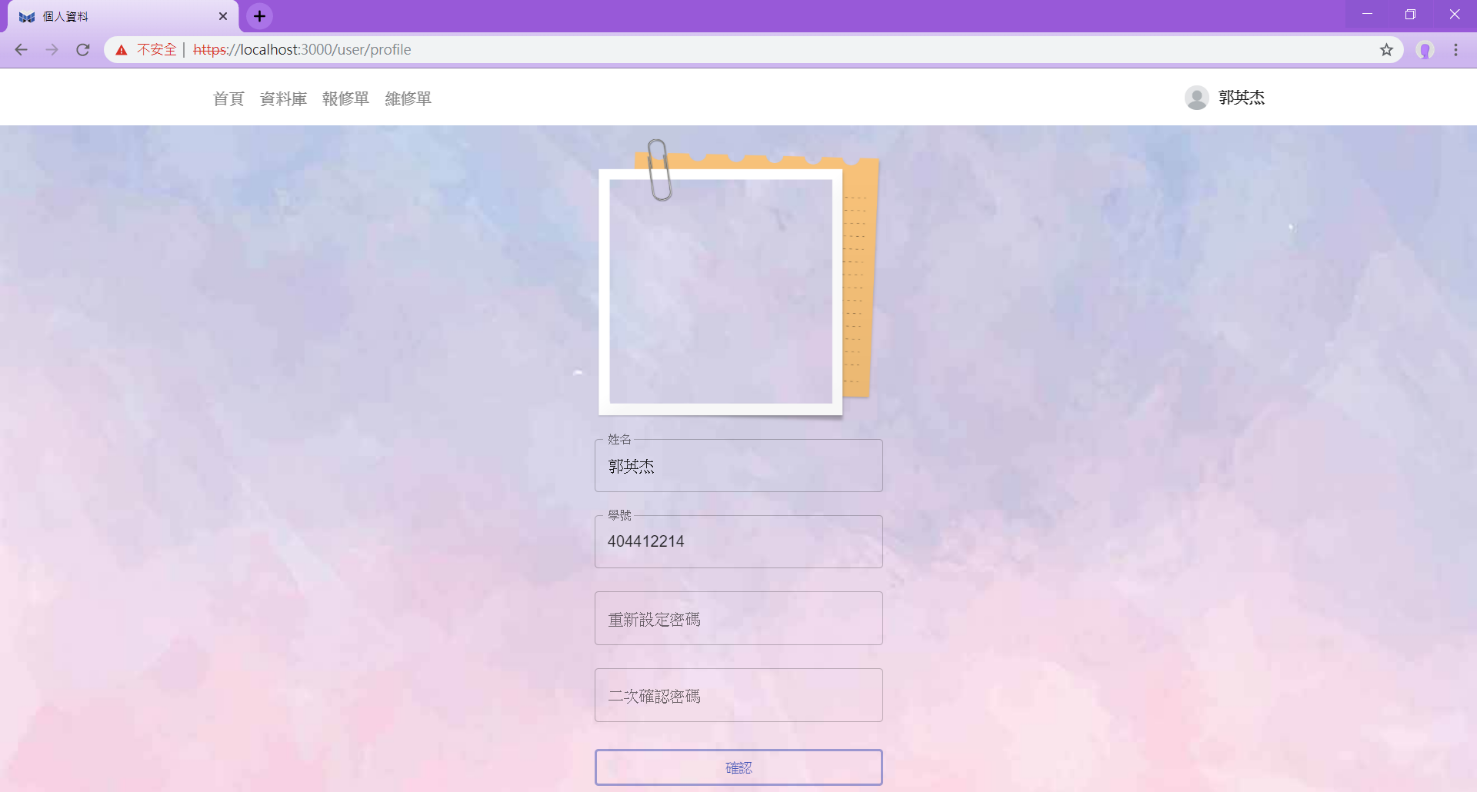 個人資料
不安全 | https://localhost:3000/user/profile
首頁 資料庫 報修單 維修單 郭英杰
姓名
郭英杰
學號
404412214
重新設定密碼
二次確認密碼
確認